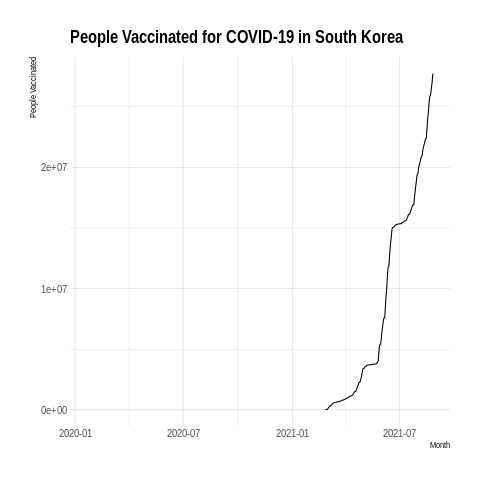 People Vaccinated for COVID-19 in South Korea
People Vaccinated
2e+07
1e+07
0e+00
2020-01 2020-07 2021-01 2021-07
Month